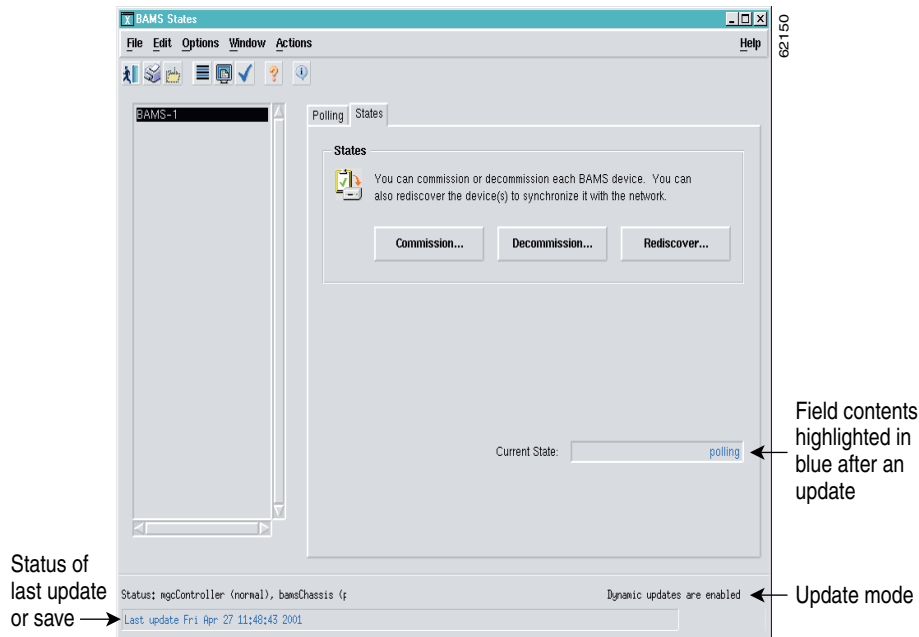 BAMS States
62150
File Edit Options Window Actions Help
BAMS-1
Polling States
States
You can commission or decommission each BAMS device. You can
also rediscover the device(s) to synchronize it with the network.
Commission... Decommission... Rediscover...
Current State: polling
Field contents
highlighted in
blue after an
update
Status of
last update
or save
Status: mgcController (normal), bamsChassis (p
Dynamic updates are enabled
Update mode
Last update Fri Apr 27 11:48:43 2001